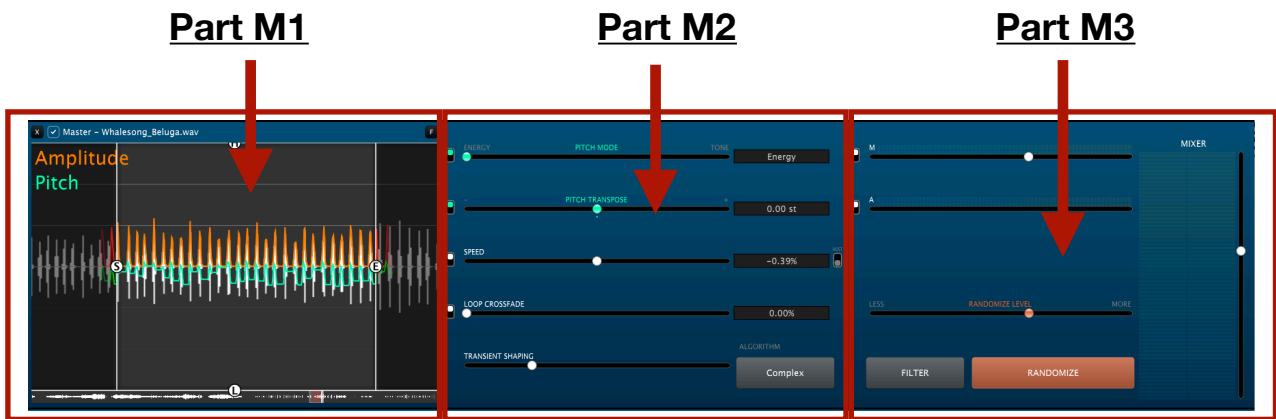 Part M1
Part M2
Part M3
X Master – Whalesong_Beluga.wav F
H
Amplitude
Pitch
S
E
L
ENERGY PITCH MODE TONE
Energy
- PITCH TRANSPOSE +
0.00 st
SPEED
-0.39%
LOOP CROSSFADE
0.00%
TRANSIENT SHAPING
ALGORITHM
Complex
M
A
LESS RANDOMIZE LEVEL MORE
FILTER
RANDOMIZE
MIXER